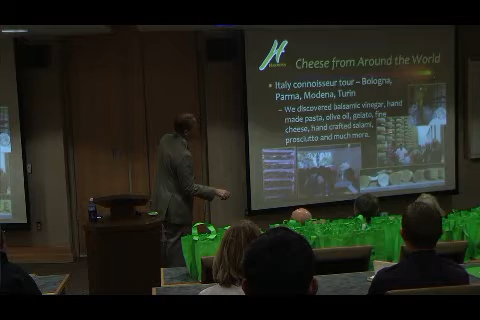 Cheese from Around the World
• Italy connoisseur tour – Bologna,
Parma, Modena, Turin
– We discovered balsamic vinegar, hand
made pasta, olive oil, gelato, fine
cheese, hand crafted salami,
prosciutto and much more.